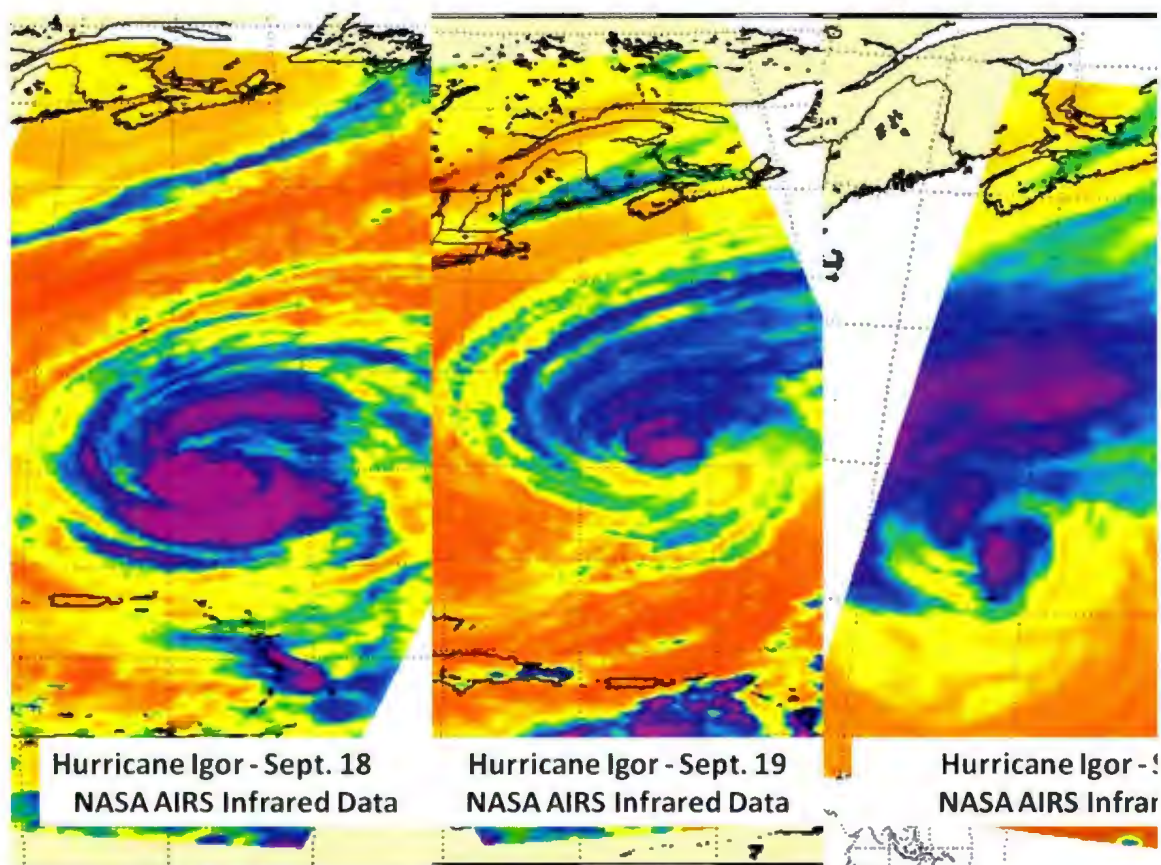 Hurricane Igor - Sept. 18
NASA AIRS Infrared Data
Hurricane Igor - Sept. 19
NASA AIRS Infrared Data
Hurricane Igor -
NASA AIRS